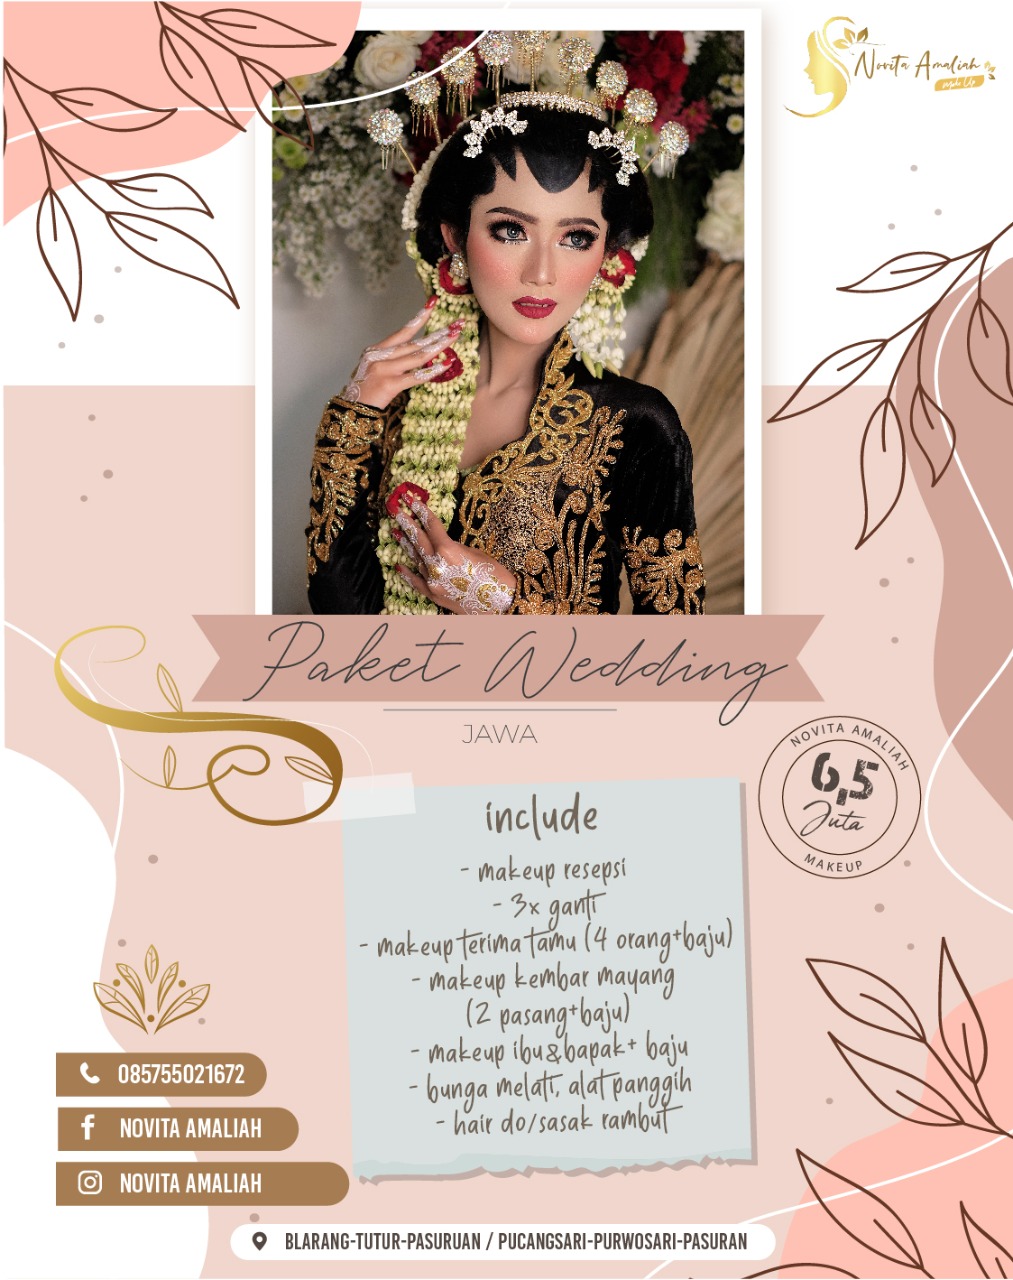 Novita Amaliah
Make Up
Paket Wedding
JAWA
NOVITA AMALIAH
6,5
Juta
MAKEUP
include
- makeup resepsi
- 3x ganti
- makeup terima tamu (4 orang+baju)
- makeup kembar mayang
(2 pasang+baju)
- makeup ibu&bapak+ baju
- bunga melati, alat panggih
- hair do/sasak rambut
085755021672
NOVITA AMALIAH
NOVITA AMALIAH
BLARANG-TUTUR-PASURUAN / PUCANGSARI-PURWOSARI-PASURAN